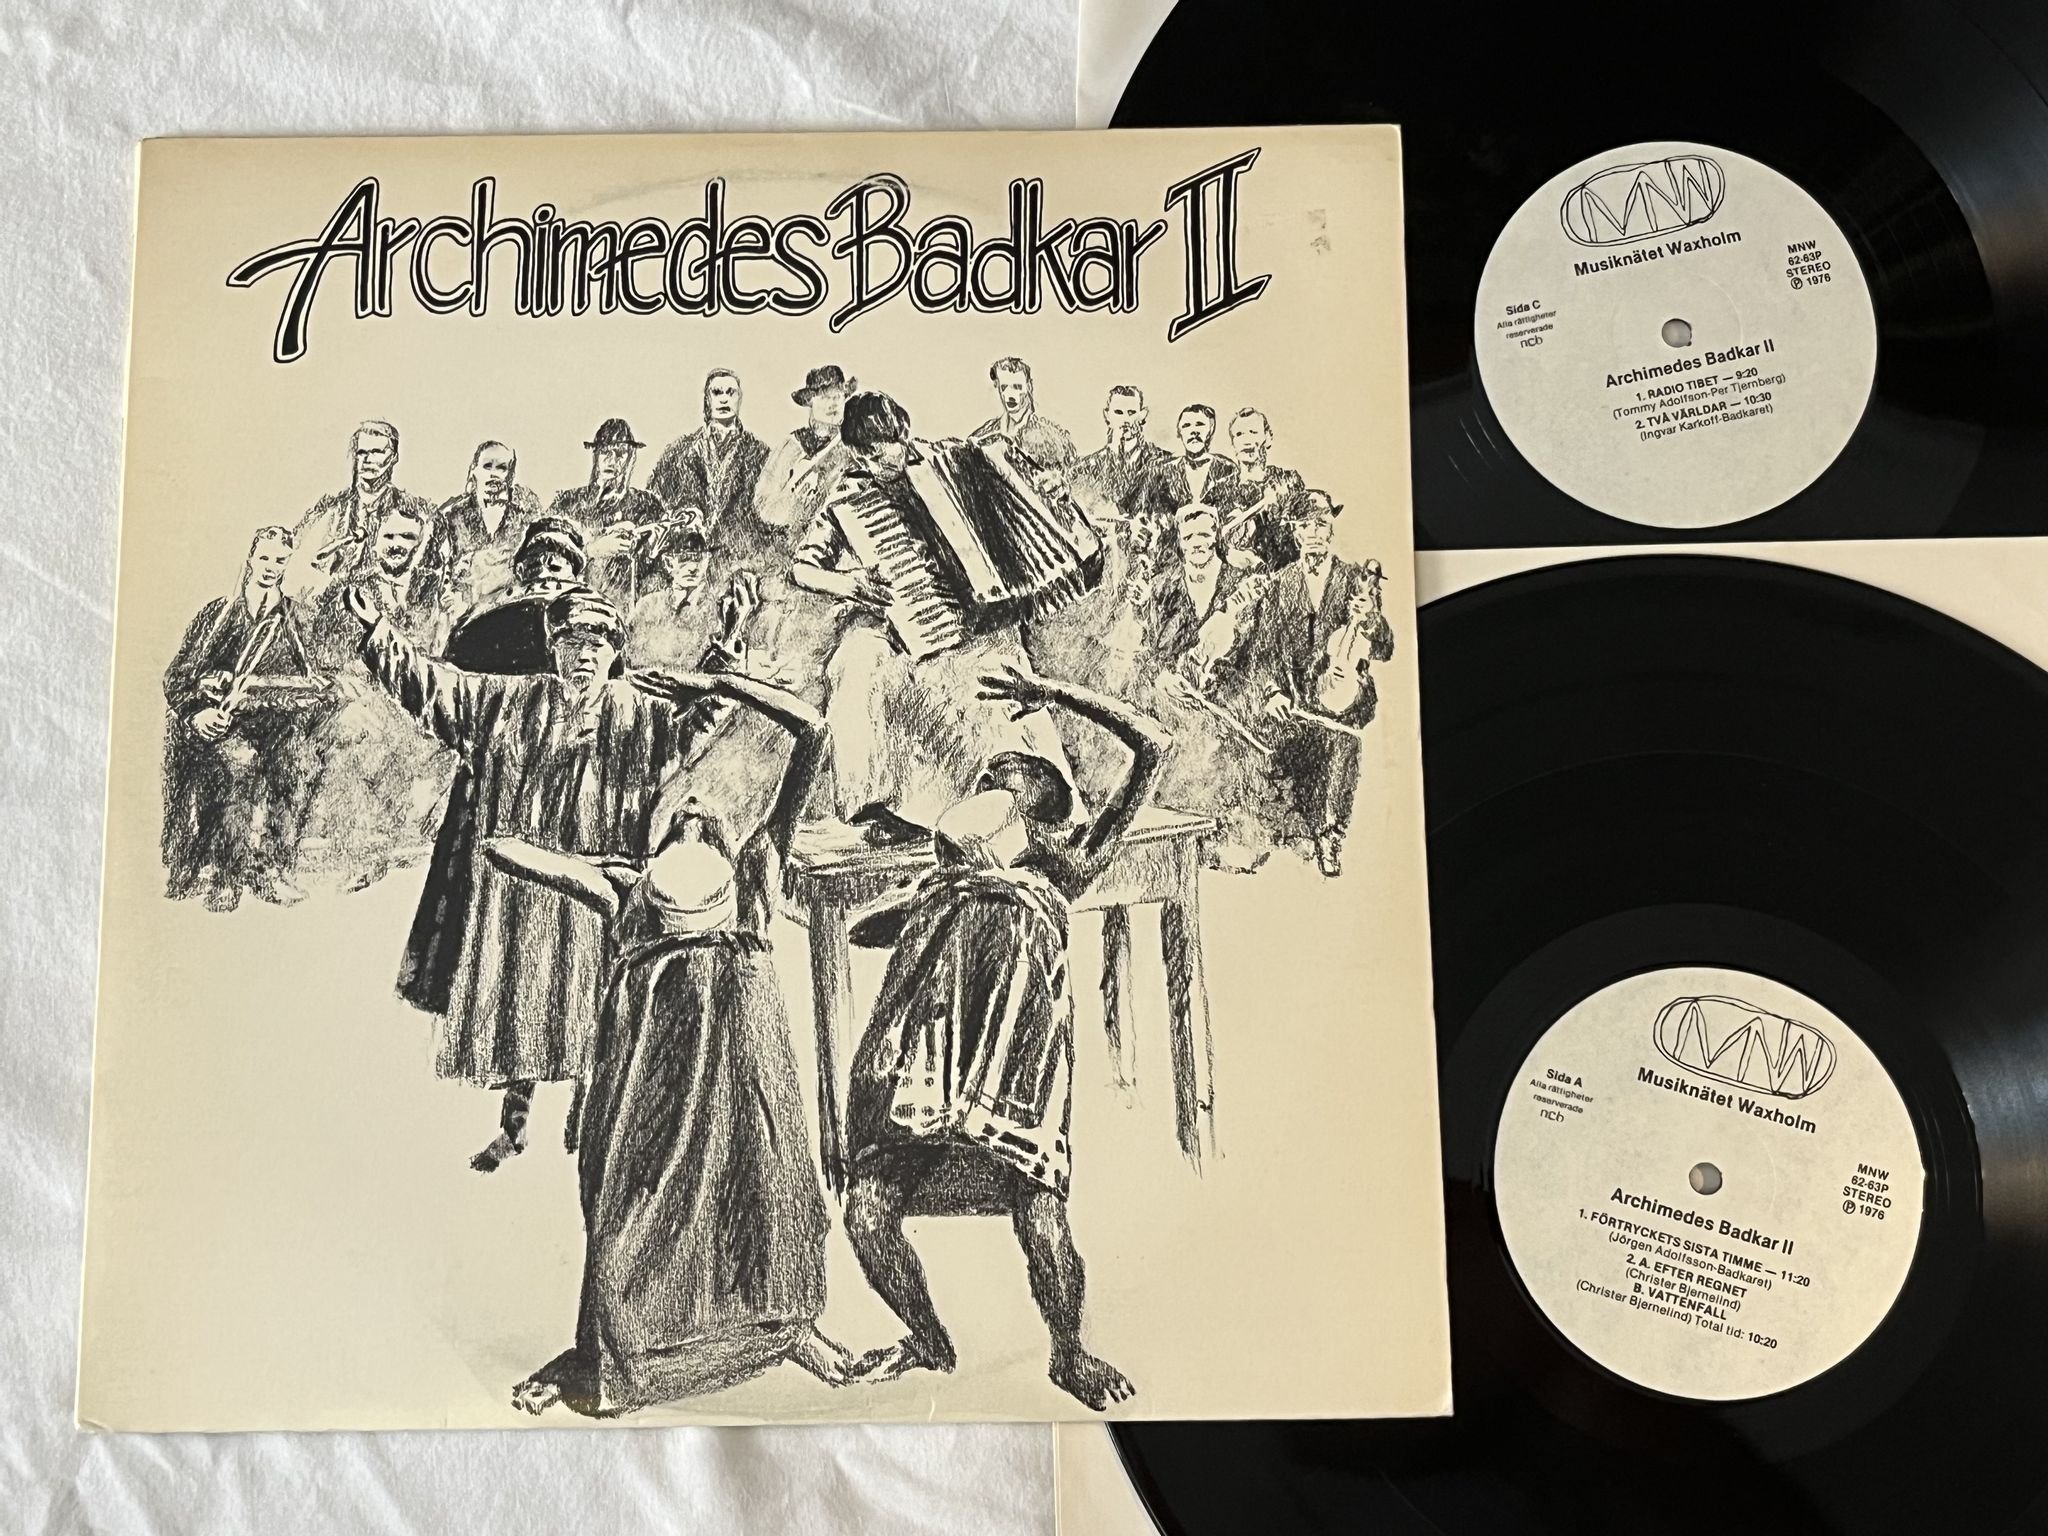 Archimedes Badkar II
MNW
Musiknätet Waxholm
MNW
62-63P
STEREO
Ⓟ 1976
Sida C
Alla rättigheter
reserverade
ncb
Archimedes Badkar II
1. RADIO TIBET — 9:20
(Tommy Adolfson-Per Tjernberg)
2. TVÅ VÄRLDAR — 10:30
(Ingvar Karkoff-Badkaret)
MNW
Musiknätet Waxholm
Sida A
Alla rättigheter
reserverade
ncb
MNW
62-63P
STEREO
Ⓟ 1976
Archimedes Badkar II
1. FÖRTRYCKETS SISTA TIMME — 11:20
(Jörgen Adolfsson-Badkaret)
2. A. EFTER REGNET
(Christer Bjernelind)
B. VATTENFALL
(Christer Bjernelind) Total tid: 10:20